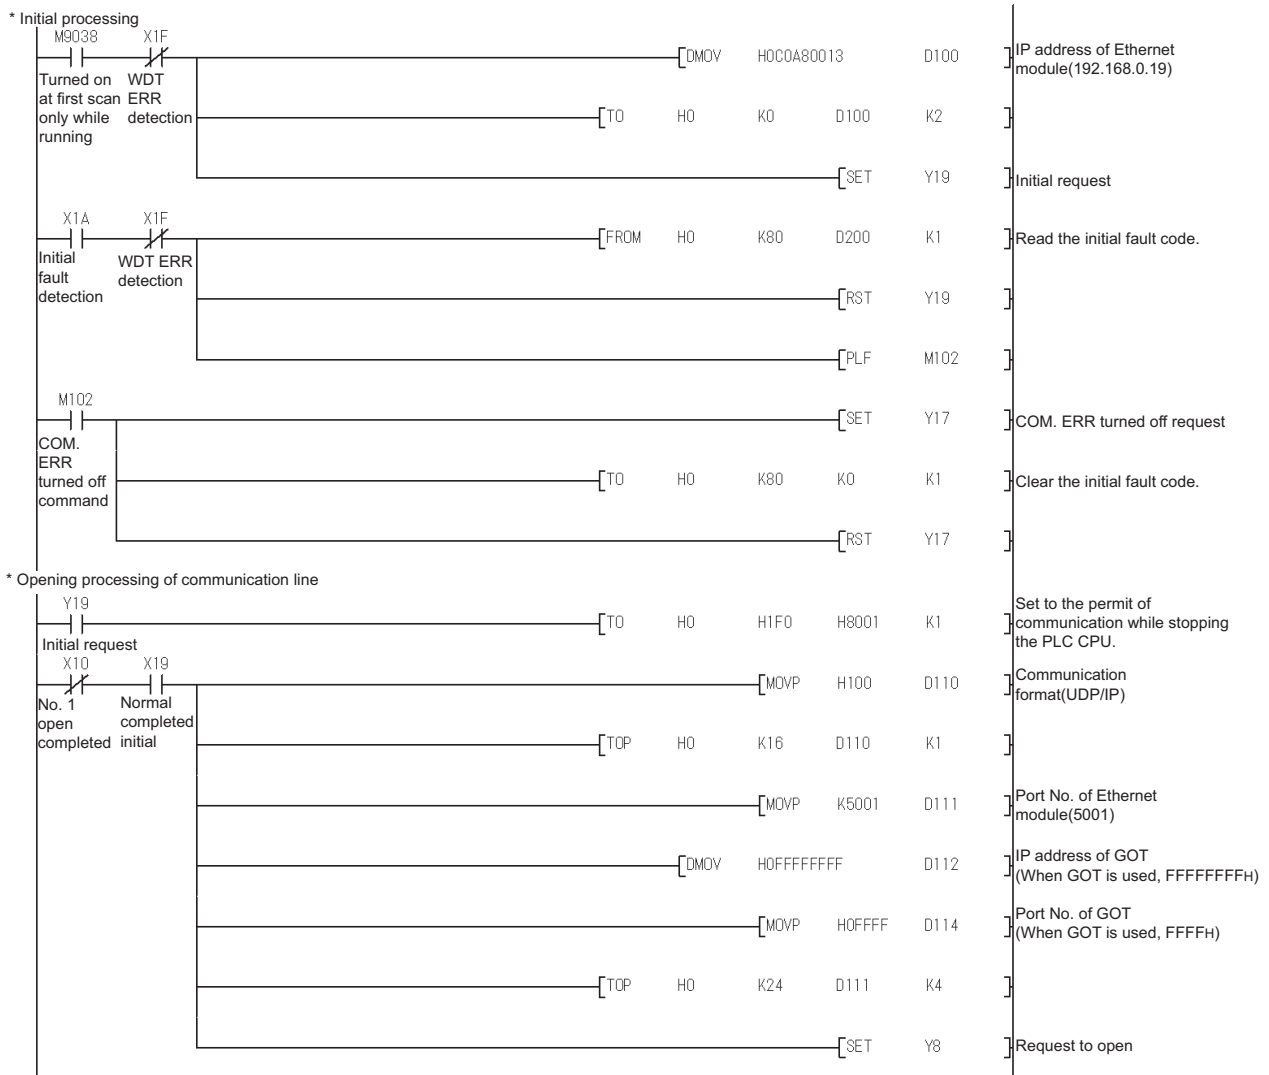 * Initial processing
M9038 X1F
DMOV H0C0A80013 D100
IP address of Ethernet
module(192.168.0.19)
Turned on
at first scan
only while
running
WDT
ERR
detection
TO H0 K0 D100 K2
SET Y19
Initial request
X1A X1F
FROM H0 K80 D200 K1
Read the initial fault code.
Initial
fault
detection
WDT ERR
detection
RST Y19
PLF M102
M102
SET Y17
COM. ERR turned off request
COM.
ERR
turned off
command
TO H0 K80 K0 K1
Clear the initial fault code.
RST Y17
* Opening processing of communication line
Y19
TO H0 H1F0 H8001 K1
Set to the permit of
communication while stopping
the PLC CPU.
Initial request
X10 X19
MOVP H100 D110
Communication
format(UDP/IP)
No. 1
open
completed
Normal
completed
initial
TOP H0 K16 D110 K1
MOVP K5001 D111
Port No. of Ethernet
module(5001)
DMOV H0FFFFFFFF D112
IP address of GOT
(When GOT is used, FFFFFFFFH)
MOVP H0FFFF D114
Port No. of GOT
(When GOT is used, FFFFH)
TOP H0 K24 D111 K4
SET Y8
Request to open